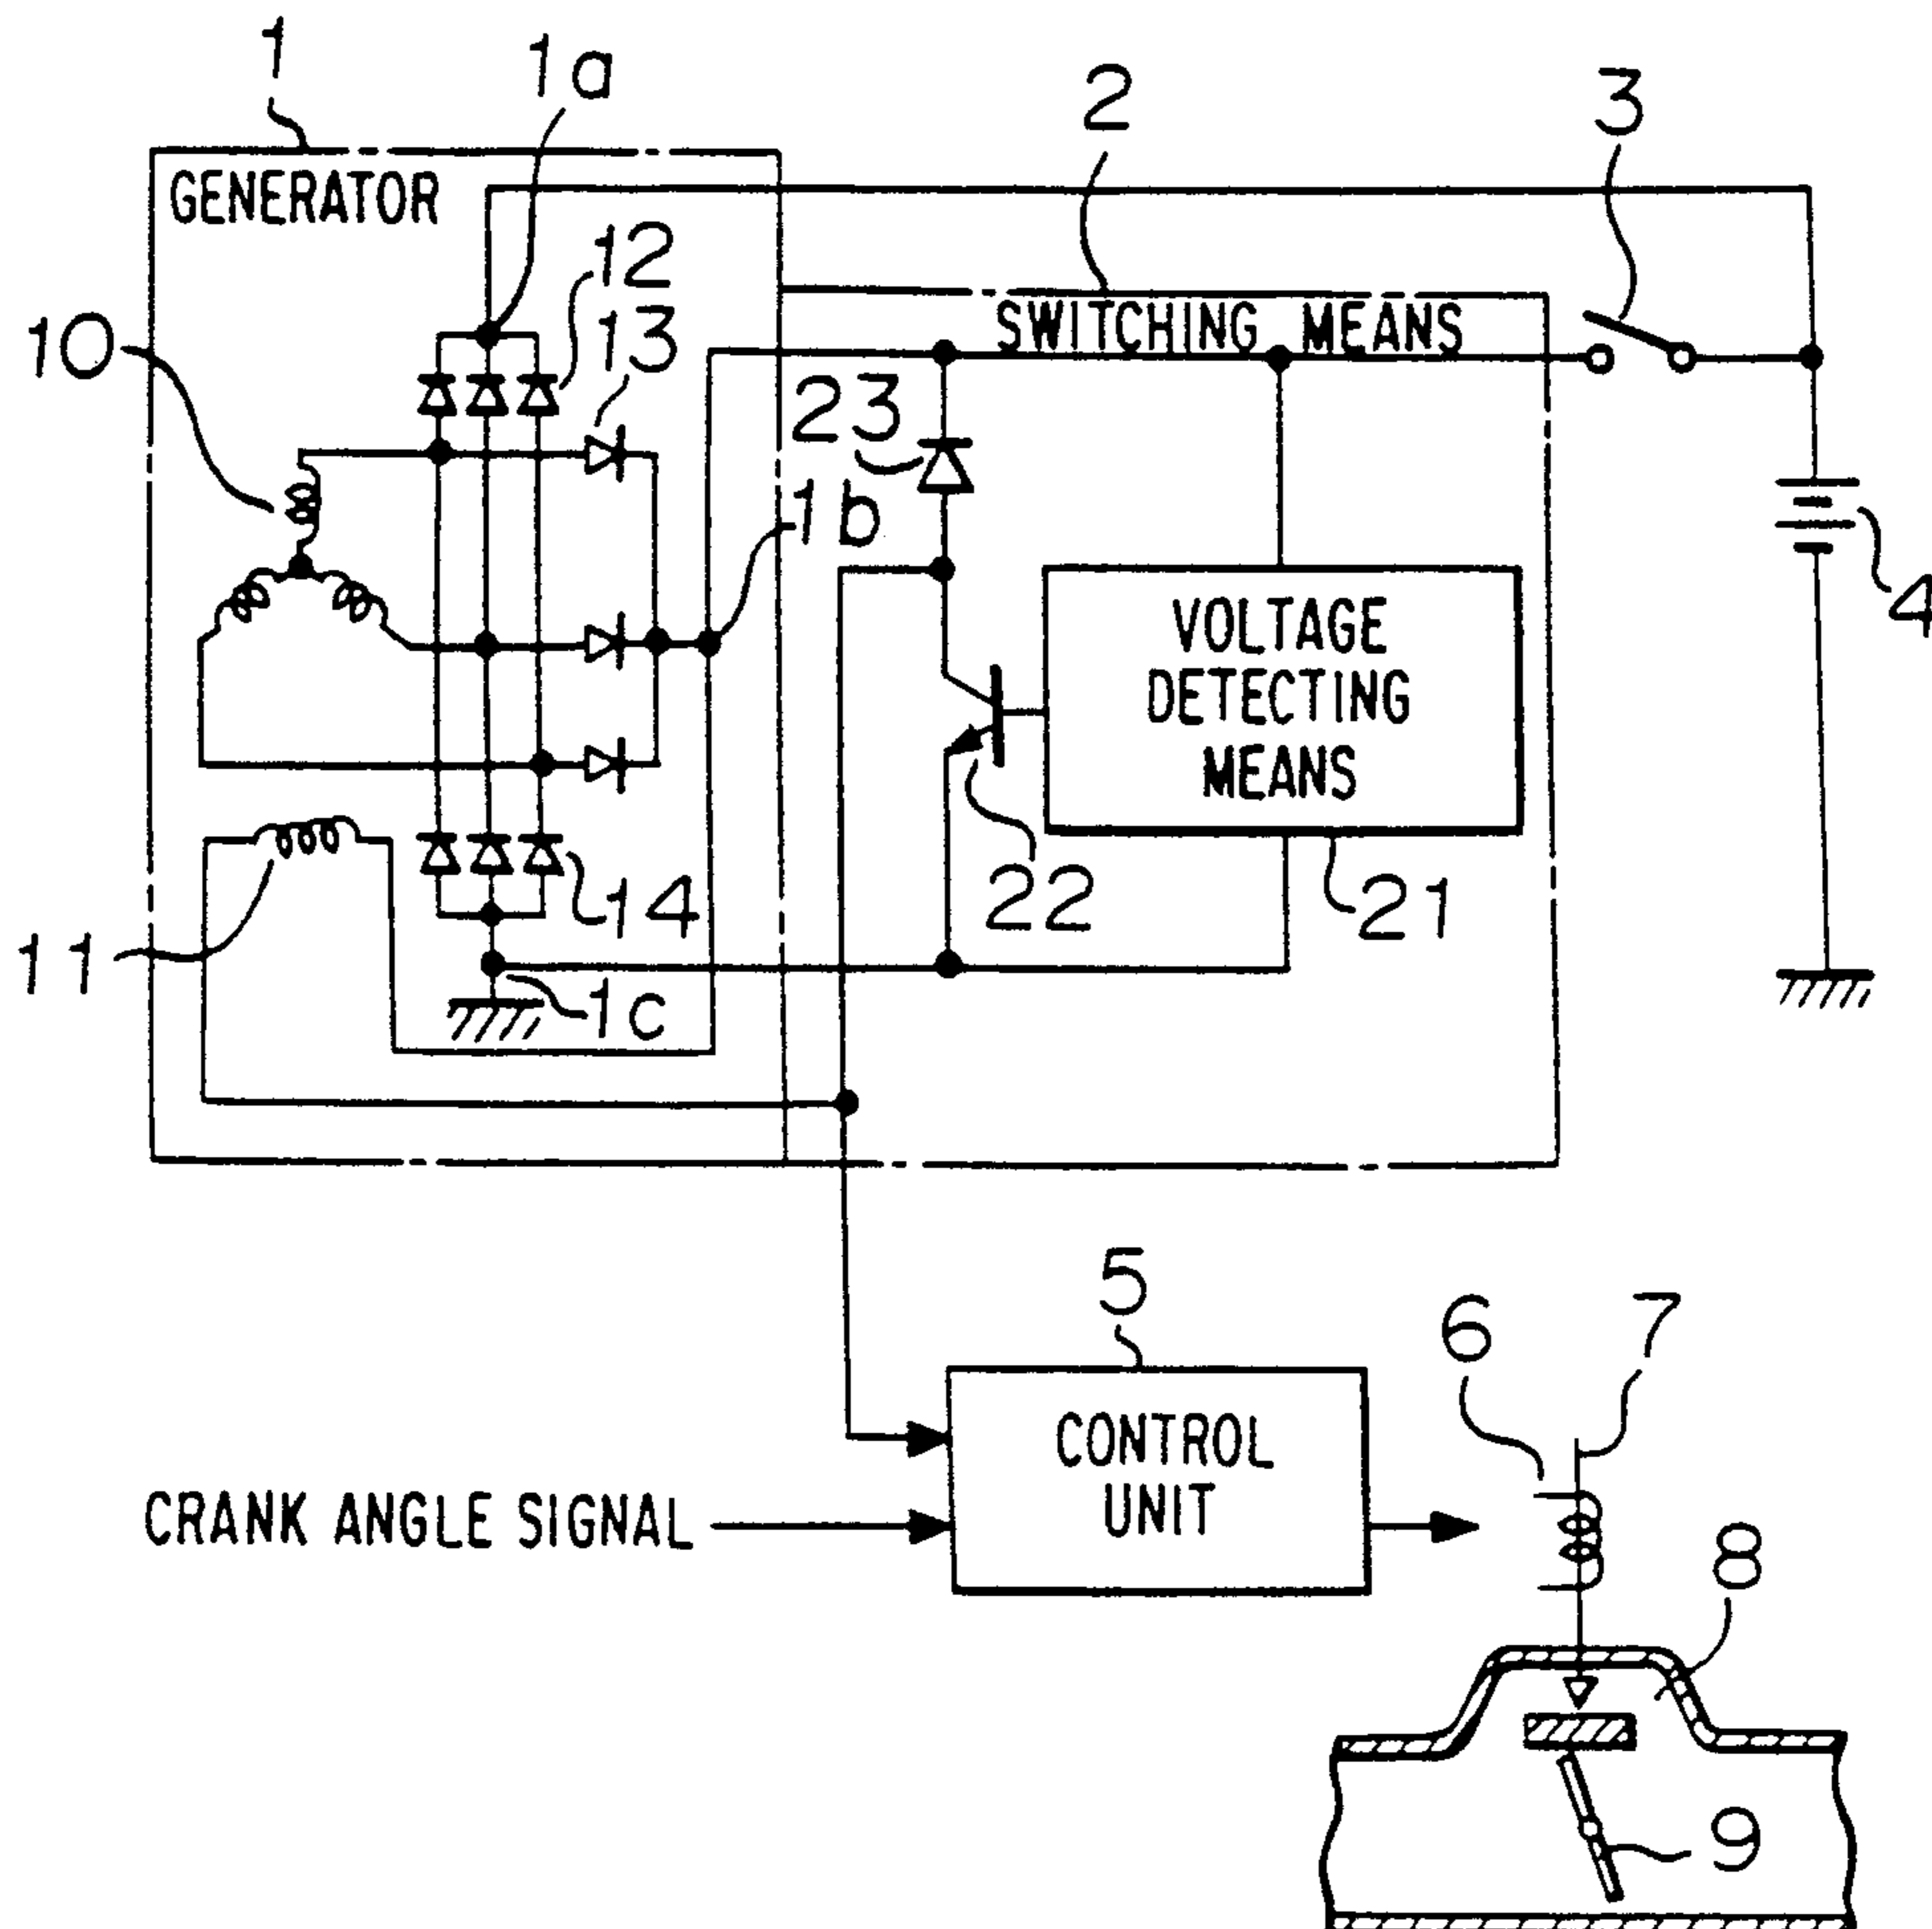 1
1a
2
3
GENERATOR
12
SWITCHING MEANS
13
10
23
1b
4
VOLTAGE
DETECTING
MEANS
22
21
14
11
1c
5
6
7
CONTROL
UNIT
CRANK ANGLE SIGNAL
8
9